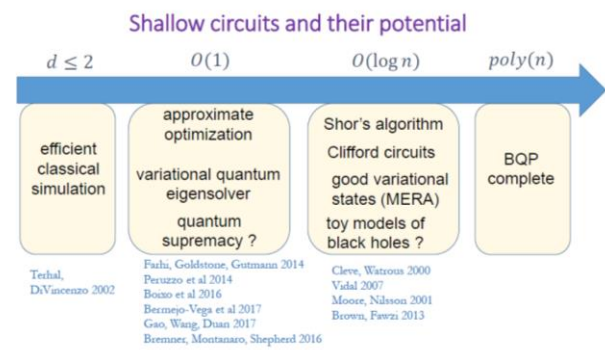 Shallow circuits and their potential
d ≤ 2
O(1)
O(log n)
poly(n)
efficient
classical
simulation
approximate
optimization
variational quantum
eigensolver
quantum
supremacy ?
Shor's algorithm
Clifford circuits
good variational
states (MERA)
toy models of
black holes ?
BQP
complete
Terhal,
DiVincenzo 2002
Farhi, Goldstone, Gutmann 2014
Peruzzo et al 2014
Boixo et al 2016
Bermejo-Vega et al 2017
Gao, Wang, Duan 2017
Bremner, Montanaro, Shepherd 2016
Cleve, Watrous 2000
Vidal 2007
Moore, Nilsson 2001
Brown, Fawzi 2013